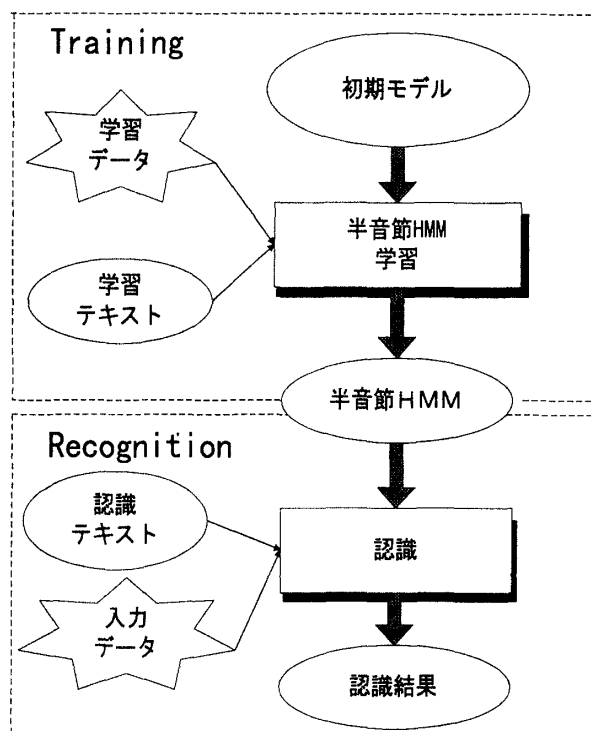 Training
初期モデル
学習
データ
半音節HMM
学習
学習
テキスト
半音節HMM
Recognition
認識
テキスト
認識
入力
データ
認識結果